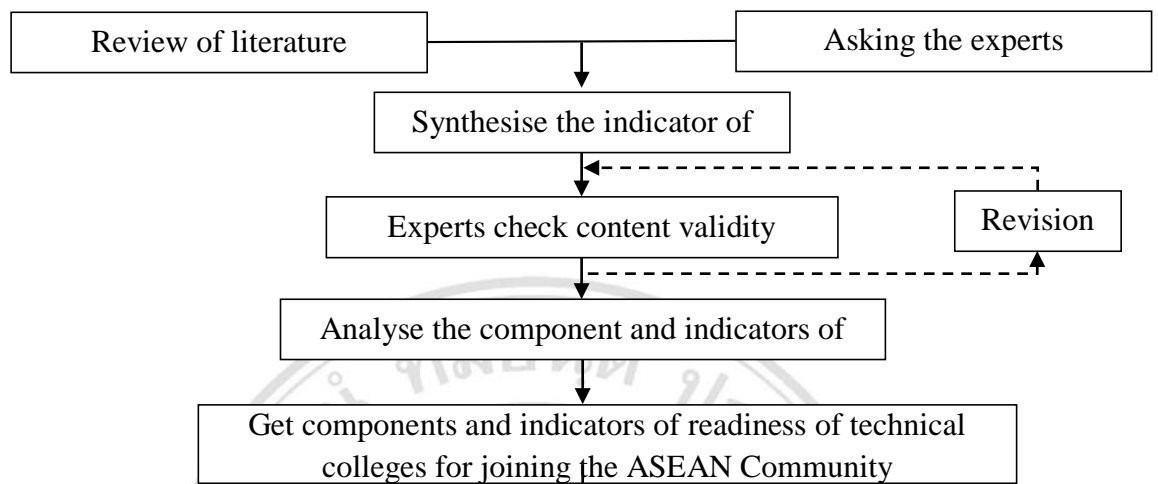 Review of literature
Asking the experts
Synthesise the indicator of
Experts check content validity
Revision
Analyse the component and indicators of
Get components and indicators of readiness of technical
colleges for joining the ASEAN Community